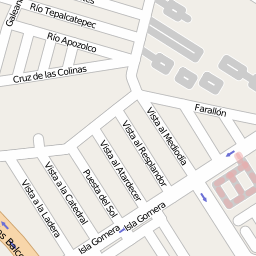 Río Tepalcatepec
Río Apozolco
Cruz de las Colinas
Farallón
Vista al Mediodia
Vista al Resplandor
Vista al Atardecer
Puesta del Sol
Vista a la Catedral
Vista a la Ladera
Isla Gomera
Isla Gomera